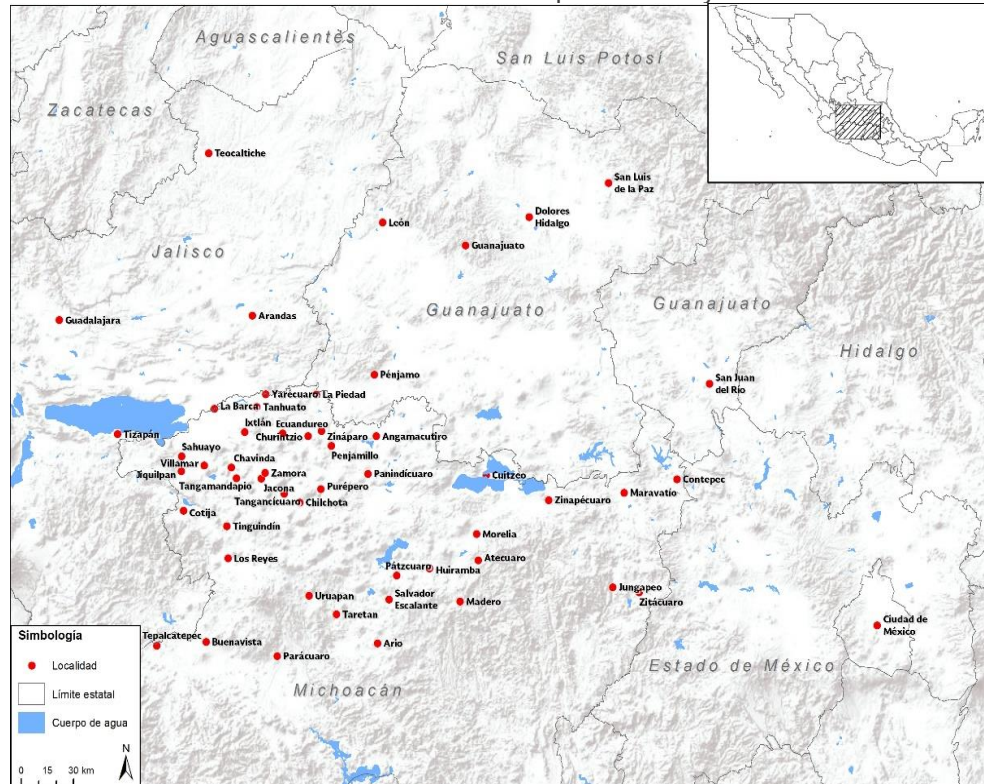 Aguascalientes
San Luis Potosí
Zacatecas
Teocaltiche
San Luis
de la Paz
León
Dolores
Hidalgo
Guanajuato
Jalisco
Guadalajara
Arandas
Guanajuato
Guanajuato
Hidalgo
Pénjamo
San Juan
del Río
Yarecuaro
La Piedad
La Barca
Tanhuato
Ixtlán
Ecuandureo
Tizapán
Churintzio
Zináparo
Angamacutiro
Sahuayo
Penjamillo
Villamar
Chavinda
Jiquilpan
Zamora
Panindícuaro
Cuitzeo
Contepec
Tangamandapio
Jacona
Purépero
Maravatío
Tangancícuaro
Chilchota
Zinapécuaro
Cotija
Tinguindín
Morelia
Los Reyes
Atecuaro
Pátzcuaro
Huiramba
Jungapeo
Zitácuaro
Uruapan
Salvador
Escalante
Madero
Taretan
Ciudad de
México
Tepalcatepec
Buenavista
Ario
Parácuaro
Estado de México
Michoacán
Simbología
Localidad
Límite estatal
Cuerpo de agua
N
0 15 30 km